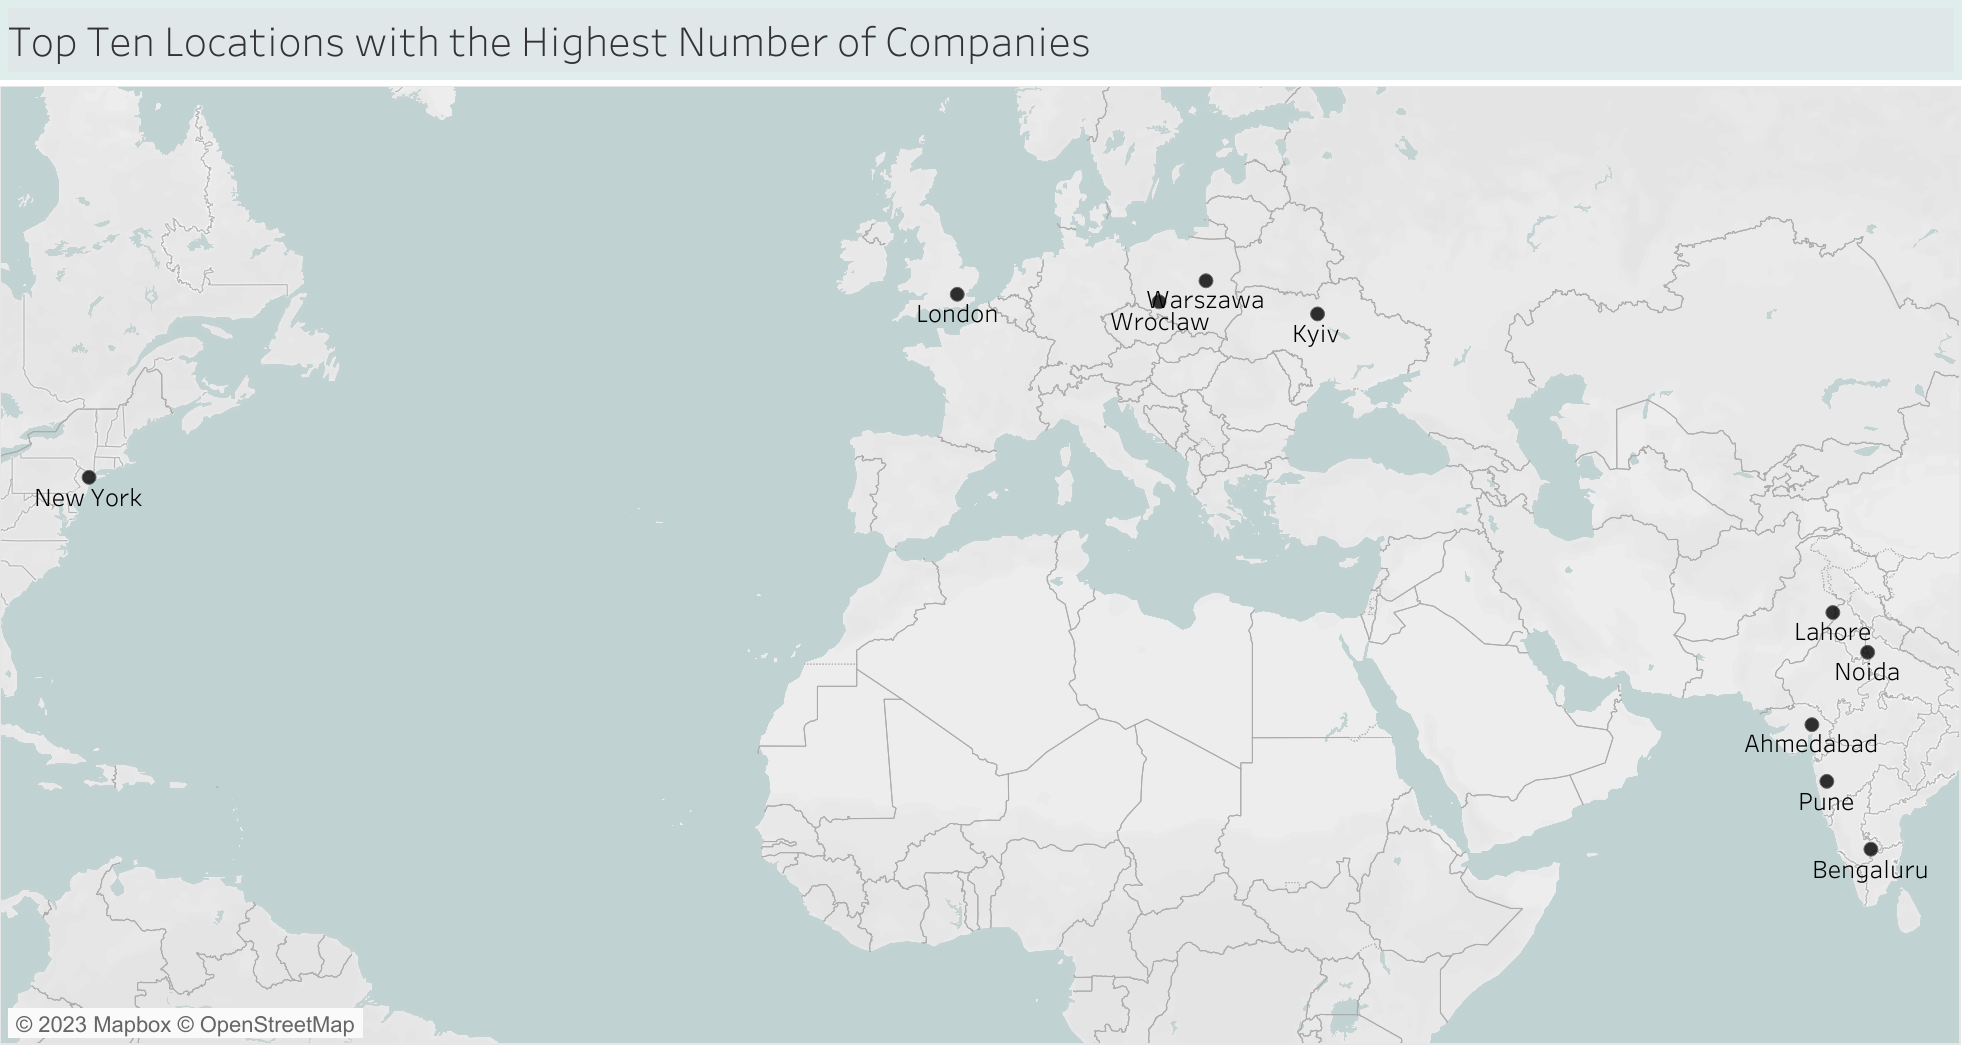 Top Ten Locations with the Highest Number of Companies
London
Warszawa
Wroclaw
Kyiv
New York
Lahore
Noida
Ahmedabad
Pune
Bengaluru
© 2023 Mapbox © OpenStreetMap